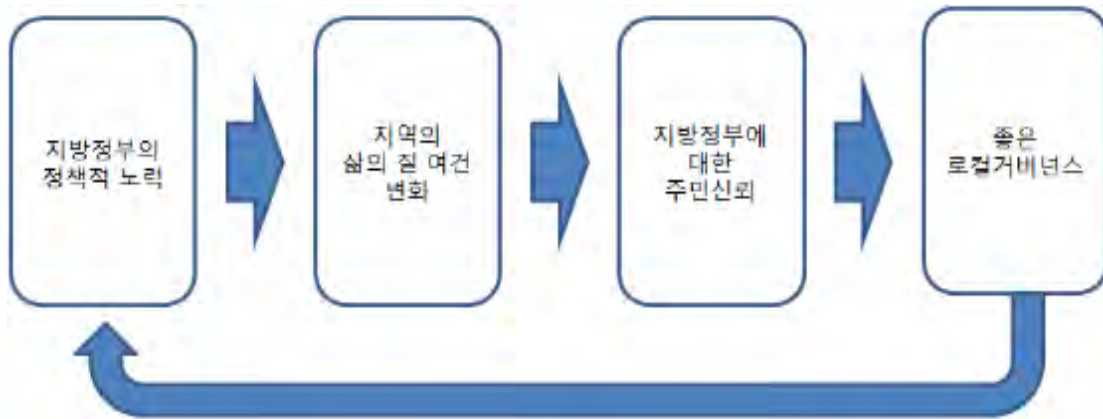 지방정부의
정책적 노력
지역의
삶의 질 여건
변화
지방정부에
대한
주민신뢰
좋은
로컬거버넌스